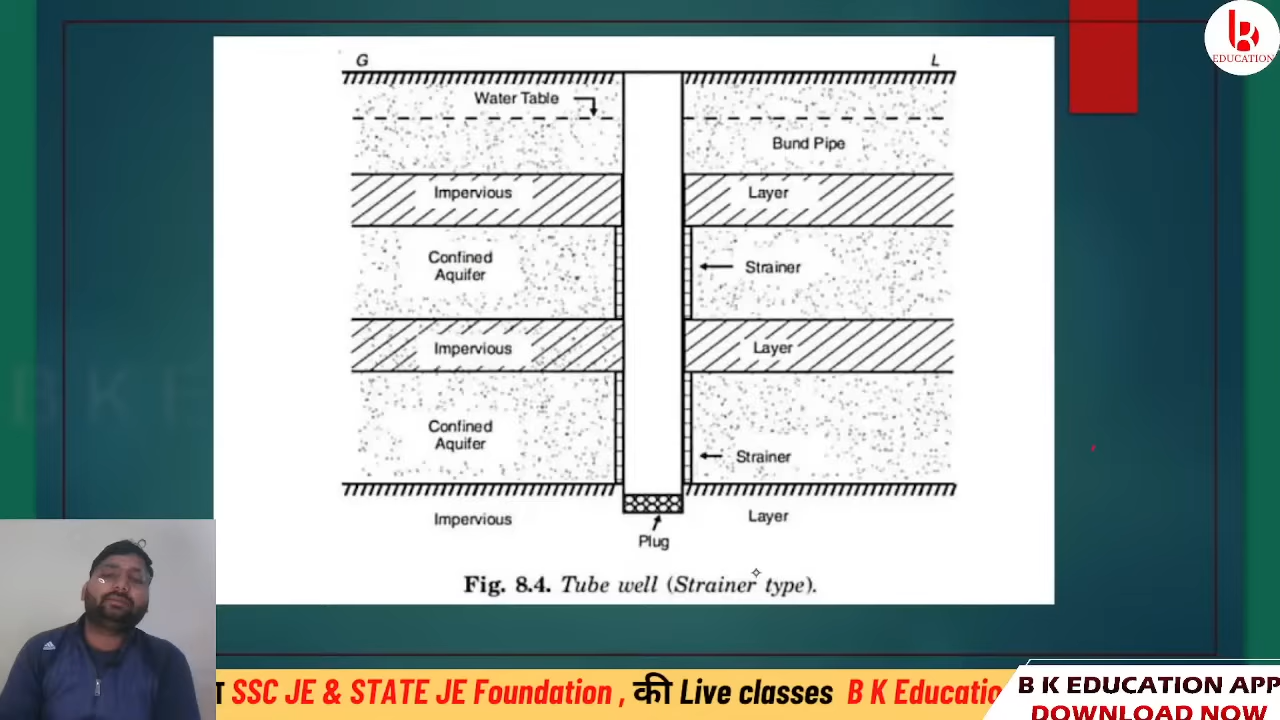 G L
Water Table
Bund Pipe
Impervious Layer
Confined
Aquifer
Strainer
Impervious Layer
Confined
Aquifer
Strainer
Impervious Layer
Plug
Fig. 8.4. Tube well (Strainer type).
EDUCATION
B K E
SSC JE & STATE JE Foundation , की Live classes B K Educatio
B K EDUCATION APP
DOWNLOAD NOW